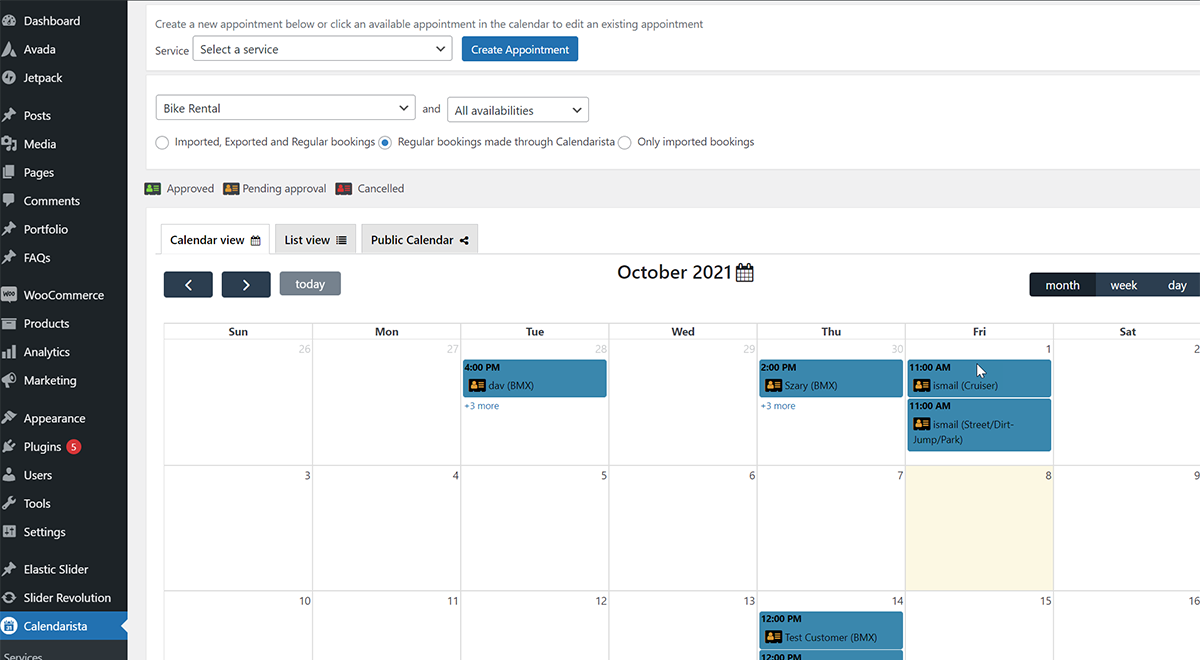 Dashboard
Avada
Jetpack
Posts
Media
Pages
Comments
Portfolio
FAQs
WOO WooCommerce
Products
Analytics
Marketing
Appearance
Plugins 5
Users
Tools
Settings
Elastic Slider
Slider Revolution
Calendarista
Services
Create a new appointment below or click an available appointment in the calendar to edit an existing appointment
Service Select a service Create Appointment
Bike Rental and All availabilities
Imported, Exported and Regular bookings Regular bookings made through Calendarista Only imported bookings
Approved Pending approval Cancelled
Calendar view List view Public Calendar
today October 2021 month week day
Sun Mon Tue Wed Thu Fri Sat
26 27 28 29 30 1 2
4:00 PM
dav (BMX)
+3 more
2:00 PM
Szary (BMX)
+3 more
11:00 AM
ismail (Cruiser)
11:00 AM
ismail (Street/Dirt-
Jump/Park)
3 4 5 6 7 8 9
10 11 12 13 14 15 16
12:00 PM
Test Customer (BMX)
12:00 PM